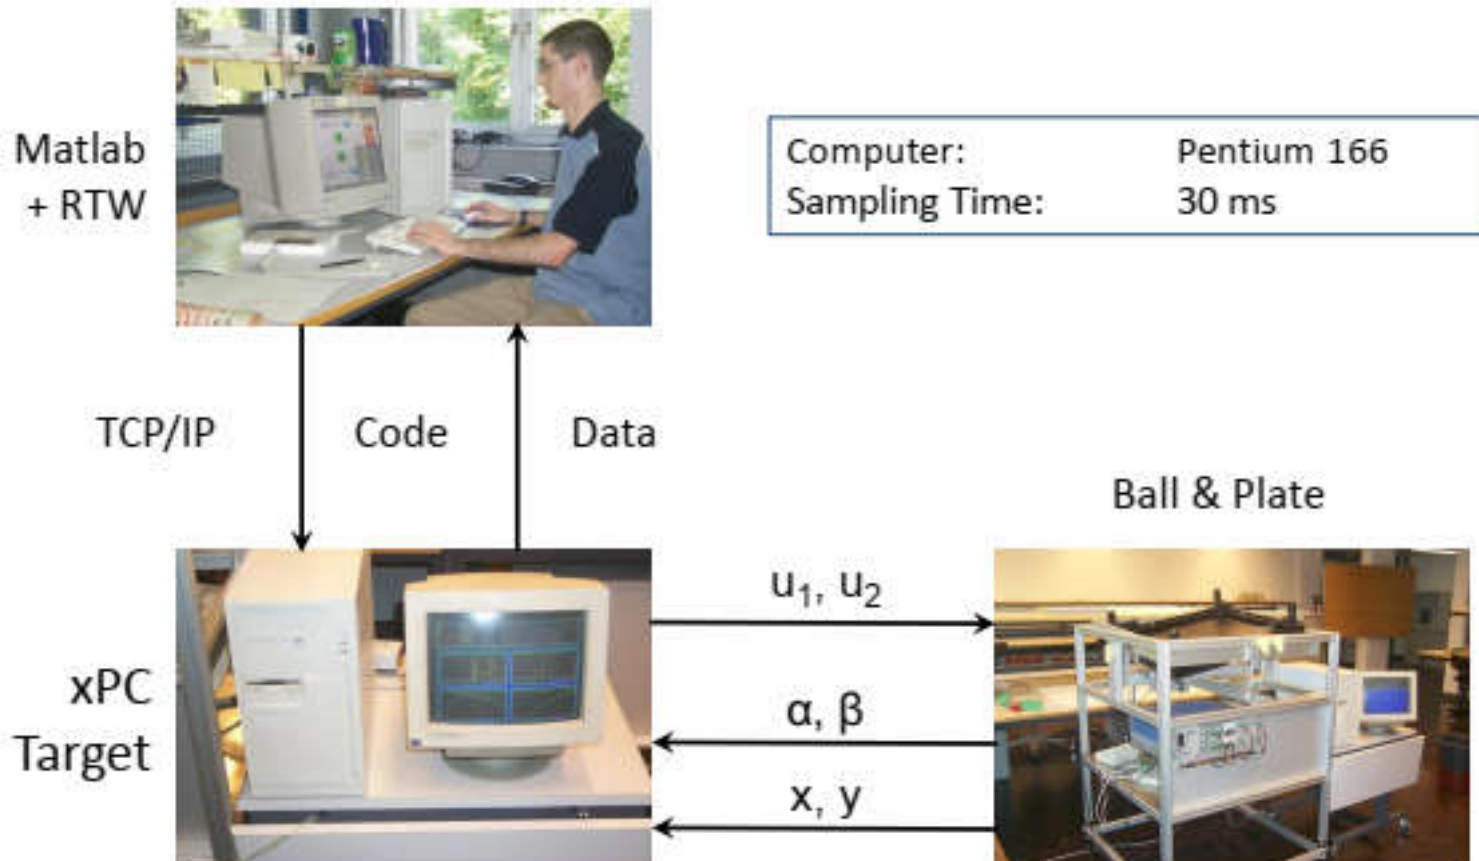 Matlab
+ RTW
Computer: Pentium 166
Sampling Time: 30 ms
TCP/IP Code Data
Ball & Plate
u₁, u₂
xPC
Target
α, β
x, y